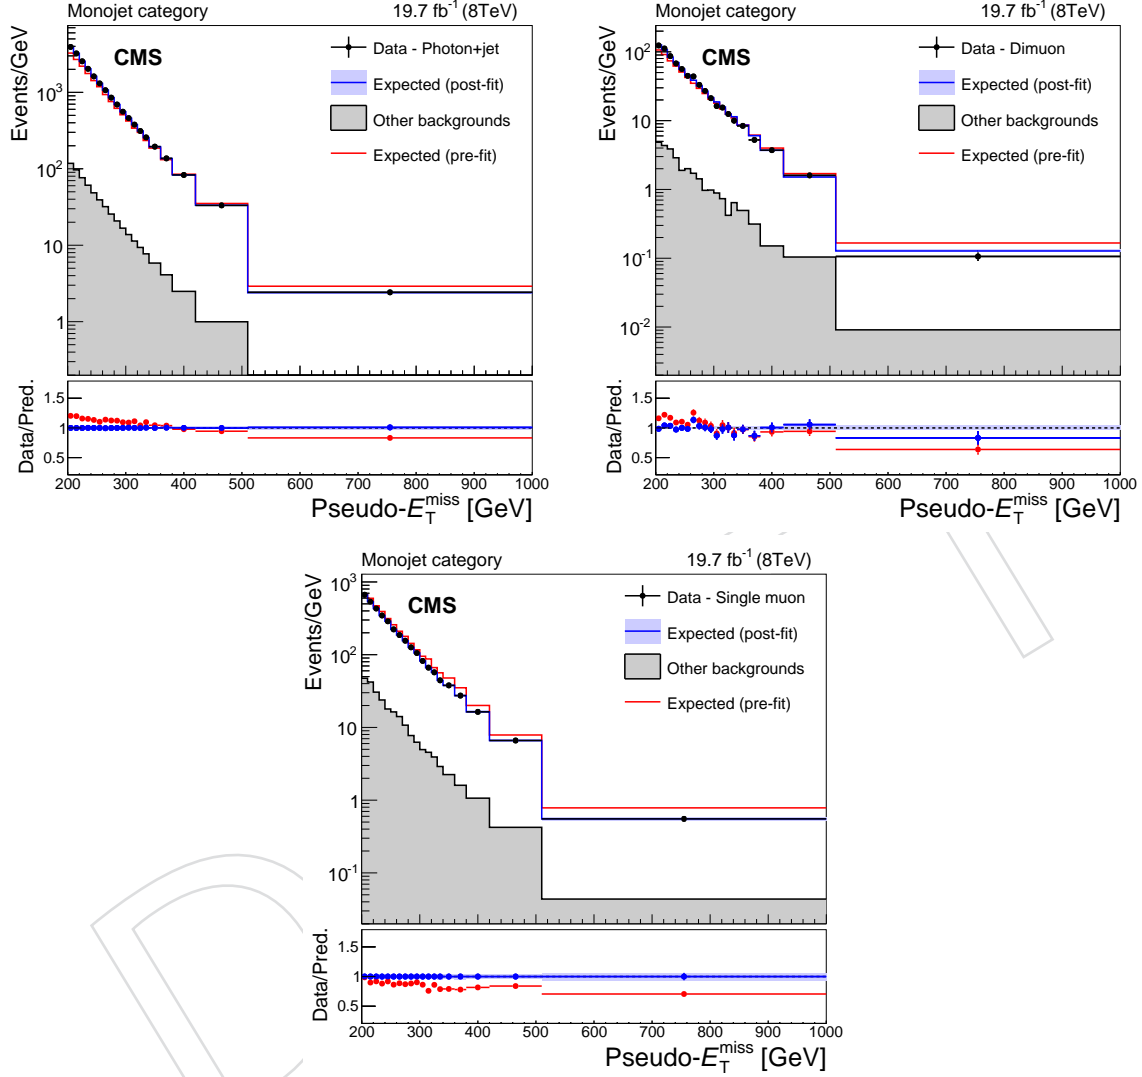 Monojet category 19.7 fb⁻¹ (8TeV)
CMS
Data - Photon+jet
Expected (post-fit)
Other backgrounds
Expected (pre-fit)
Events/GeV
10³
10²
10
1
Data/Pred.
1.5
1
0.5
200 300 400 500 600 700 800 900 1000
Pseudo-E_T^miss [GeV]
Monojet category 19.7 fb⁻¹ (8TeV)
CMS
Data - Dimuon
Expected (post-fit)
Other backgrounds
Expected (pre-fit)
Events/GeV
10²
10
1
10⁻¹
10⁻²
Data/Pred.
1.5
1
0.5
200 300 400 500 600 700 800 900 1000
Pseudo-E_T^miss [GeV]
Monojet category 19.7 fb⁻¹ (8TeV)
CMS
Data - Single muon
Expected (post-fit)
Other backgrounds
Expected (pre-fit)
Events/GeV
10³
10²
10
1
10⁻¹
Data/Pred.
1.5
1
0.5
200 300 400 500 600 700 800 900 1000
Pseudo-E_T^miss [GeV]